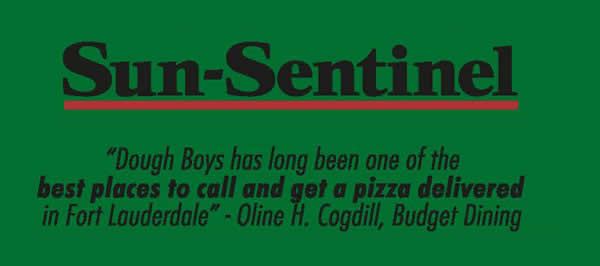 Sun-Sentinel
"Dough Boys has long been one of the
best places to call and get a pizza delivered
in Fort Lauderdale" - Oline H. Cogdill, Budget Dining